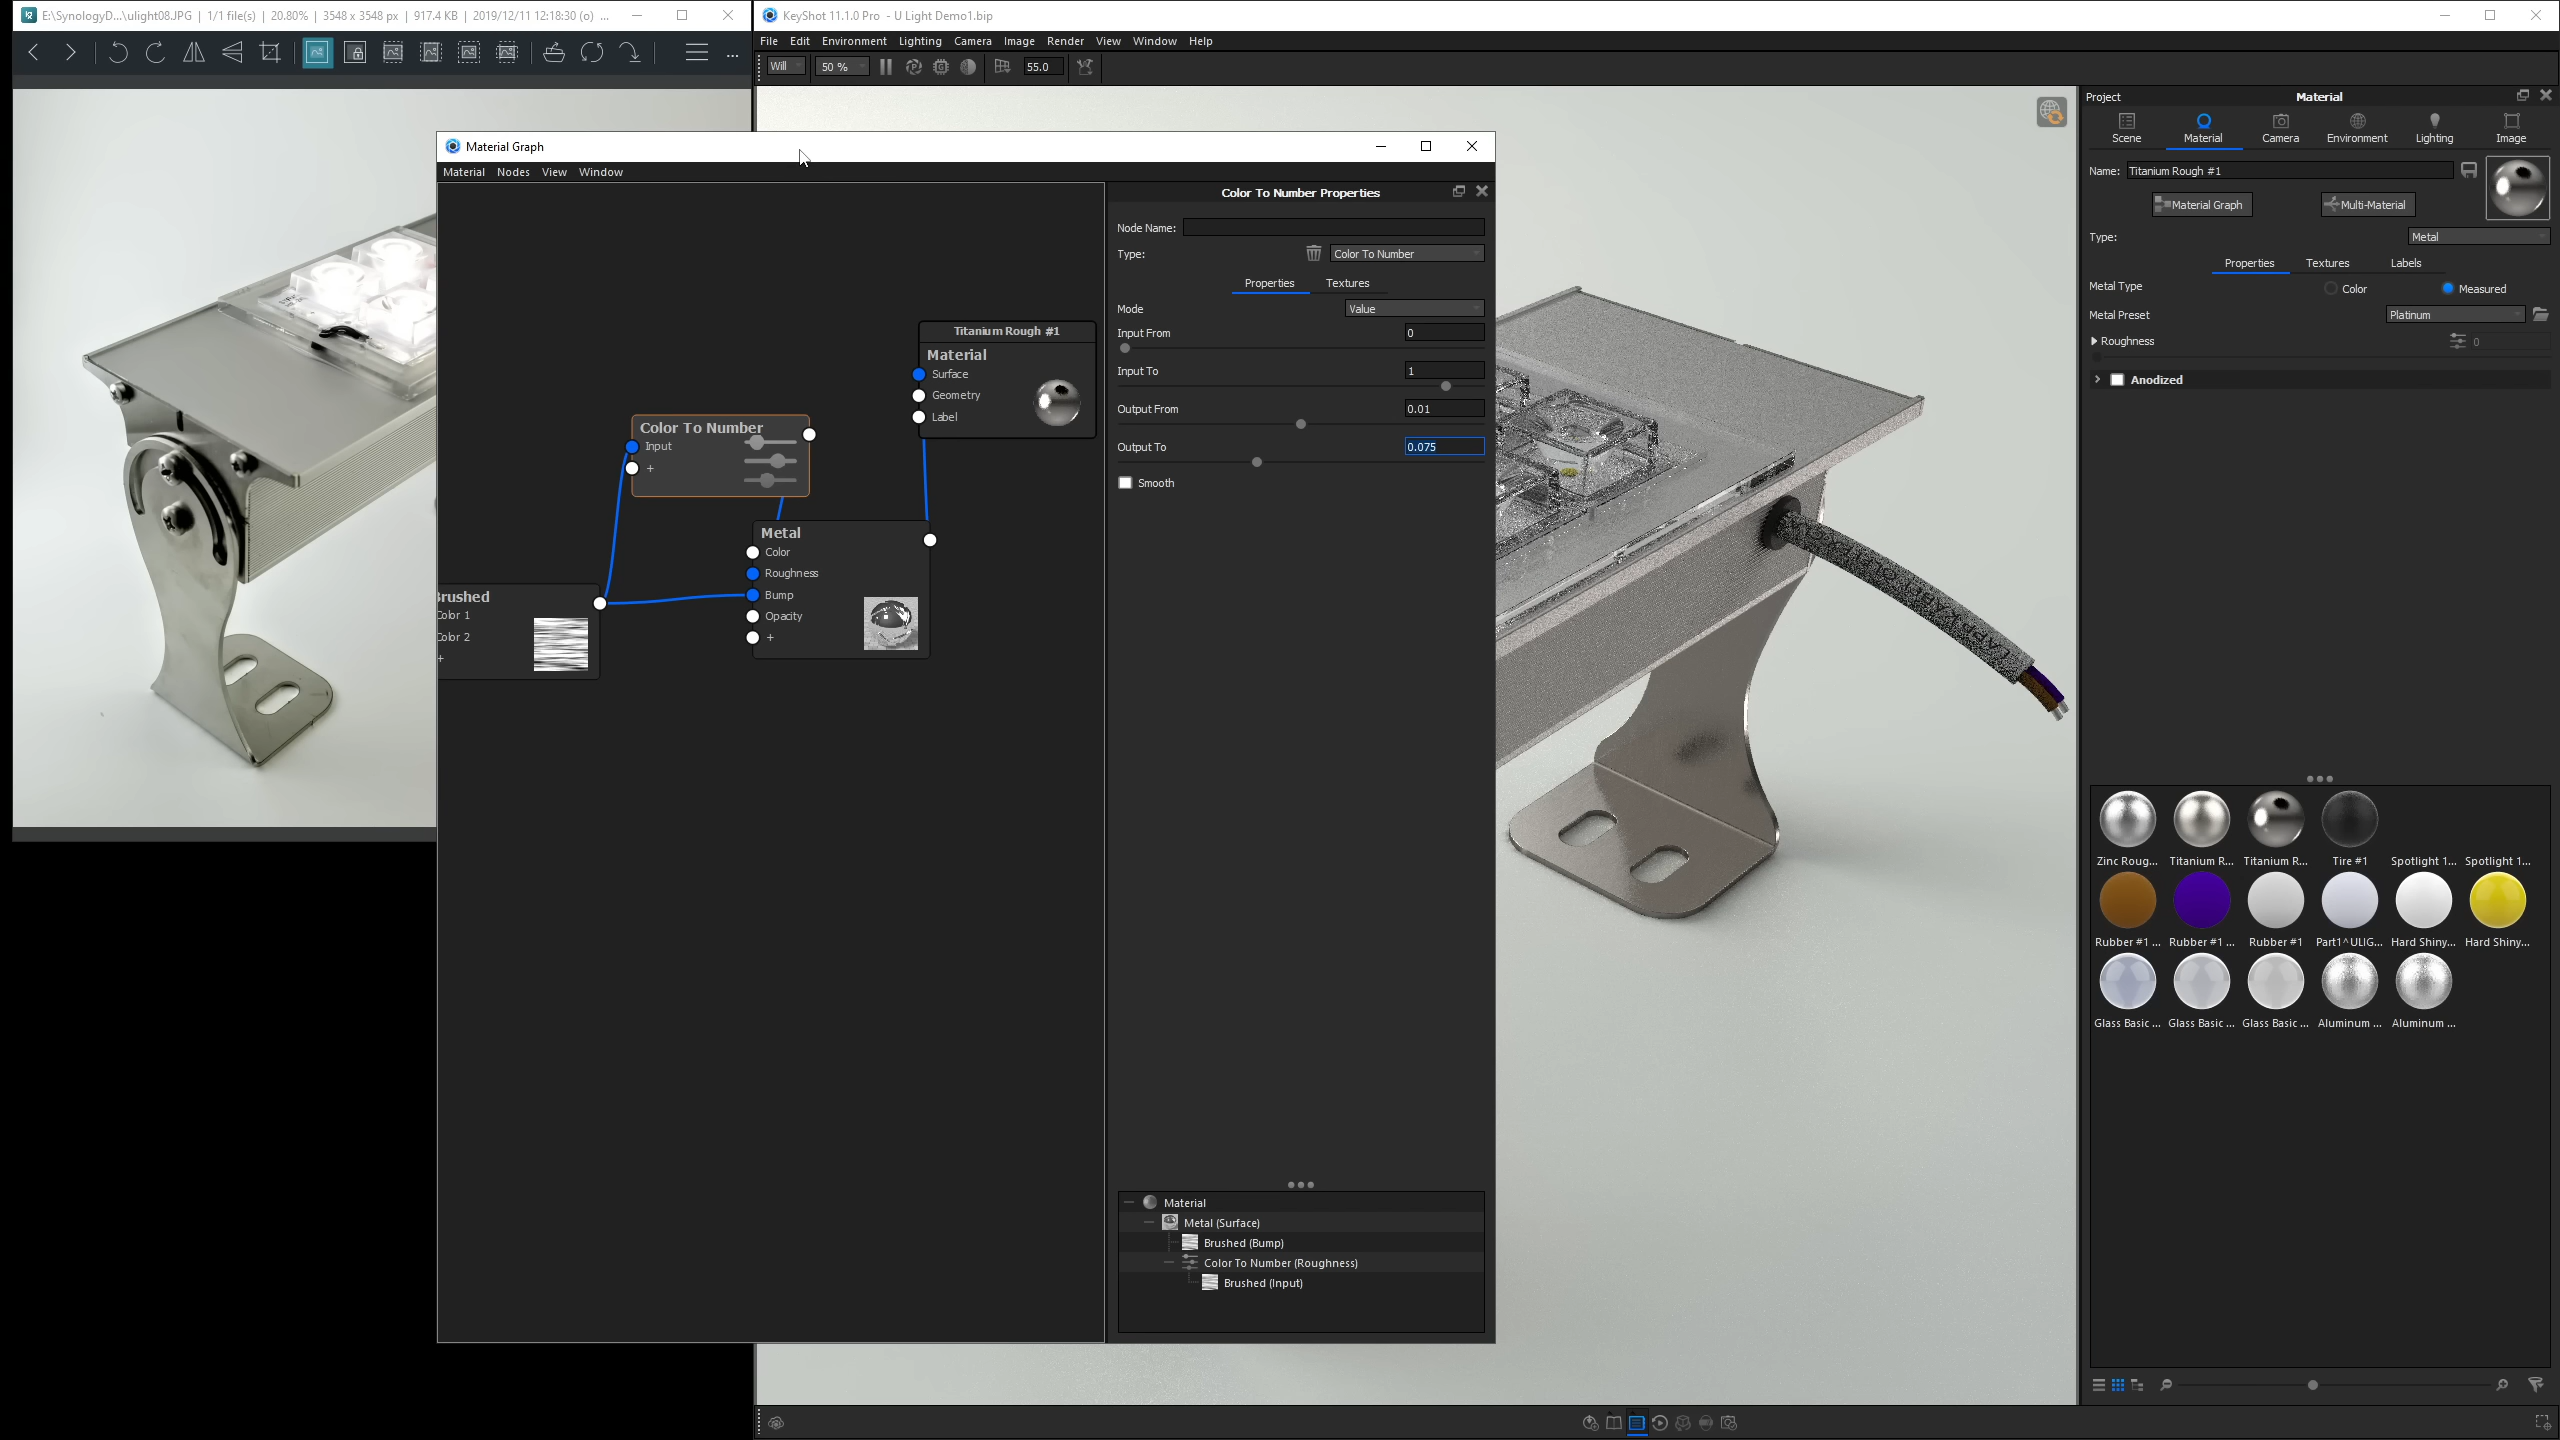 E:\SynologyD...\ulight08.JPG | 1/1 file(s) | 20.80% | 3548 x 3548 px | 917.4 KB | 2019/12/11 12:18:30 (o) ...
KeyShot 11.1.0 Pro - U Light Demo1.bip
File Edit Environment Lighting Camera Image Render View Window Help
Will 50 % 55.0
Material Graph
Material Nodes View Window
Titanium Rough #1
Material
Surface
Geometry
Label
Color To Number
Input
+
Metal
Color
Roughness
Bump
Opacity
+
Brushed
Color 1
Color 2
+
Color To Number Properties
Node Name:
Type: Color To Number
Properties Textures
Mode Value
Input From 0
Input To 1
Output From 0.01
Output To 0.075
Smooth
Material
Metal (Surface)
Brushed (Bump)
Color To Number (Roughness)
Brushed (Input)
Project Material
Scene Material Camera Environment Lighting Image
Name: Titanium Rough #1
Material Graph Multi-Material
Type: Metal
Properties Textures Labels
Metal Type Color Measured
Metal Preset Platinum
Roughness 0
Anodized
Zinc Roug... Titanium R... Titanium R... Tire #1 Spotlight 1... Spotlight 1...
Rubber #1 ... Rubber #1 ... Rubber #1 Part1^ULIG... Hard Shiny... Hard Shiny...
Glass Basic ... Glass Basic ... Glass Basic ... Aluminum ... Aluminum ...